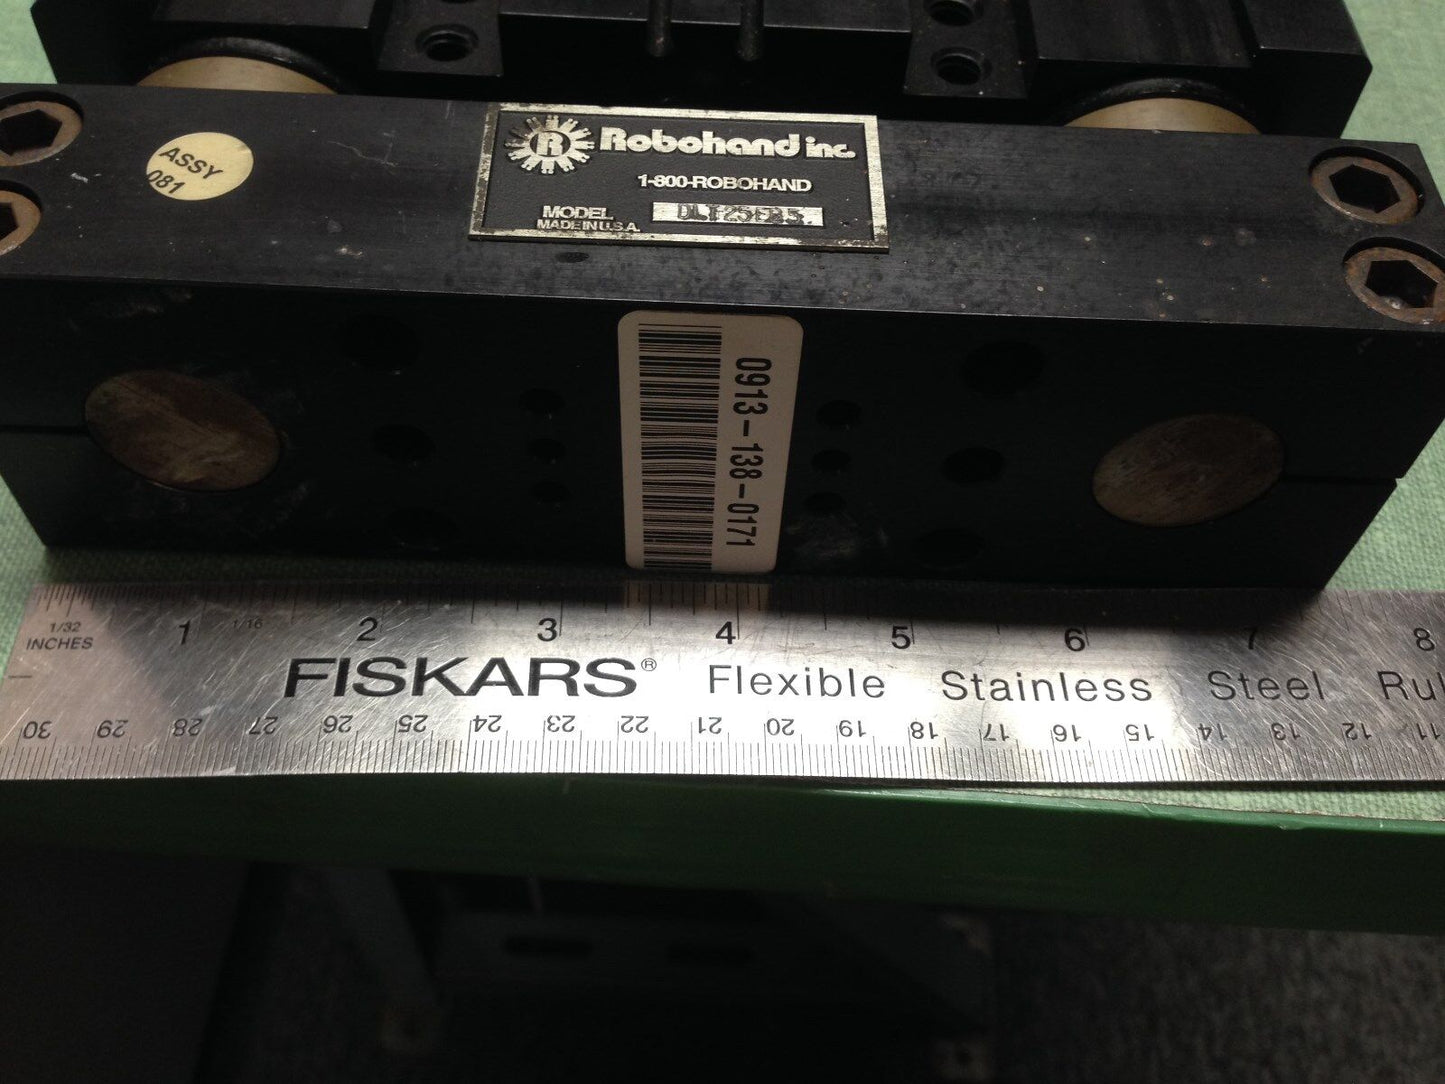 ASSY
081
R
Robohand inc.
1-800-ROBOHAND
MODEL
MADE IN U.S.A.
0913-138-0171
1/32
INCHES
1 1/16 2 3 4 5 6 7 8
FISKARS® Flexible Stainless Steel
30 29 28 27 26 25 24 23 22 21 20 19 18 17 16 15 14 13 12 11